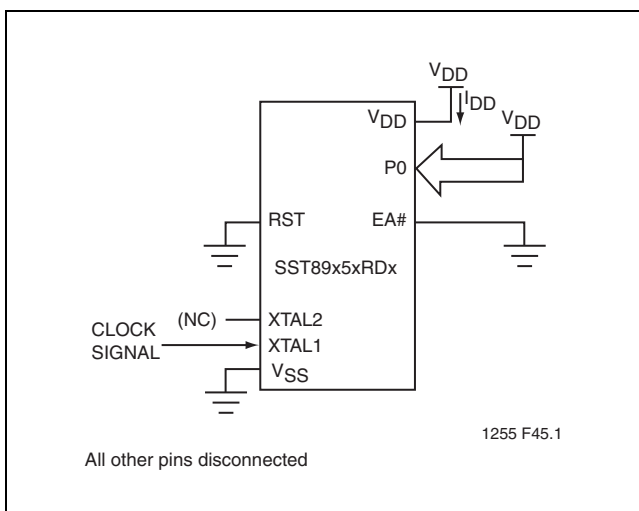 VDD
IDD
VDD
VDD
P0
RST
EA#
SST89x5xRDx
(NC)
XTAL2
CLOCK
SIGNAL
XTAL1
VSS
1255 F45.1
All other pins disconnected